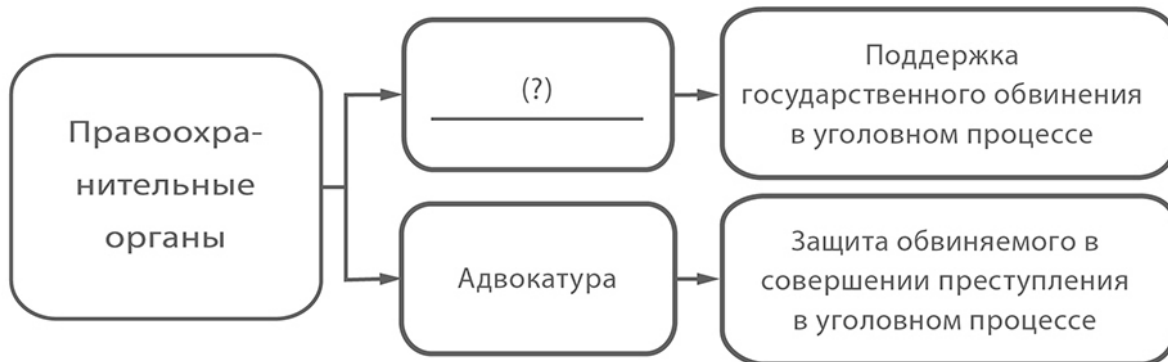 Правоохра-
нительные
органы
(?)
Поддержка
государственного обвинения
в уголовном процессе
Адвокатура
Защита обвиняемого в
совершении преступления
в уголовном процессе